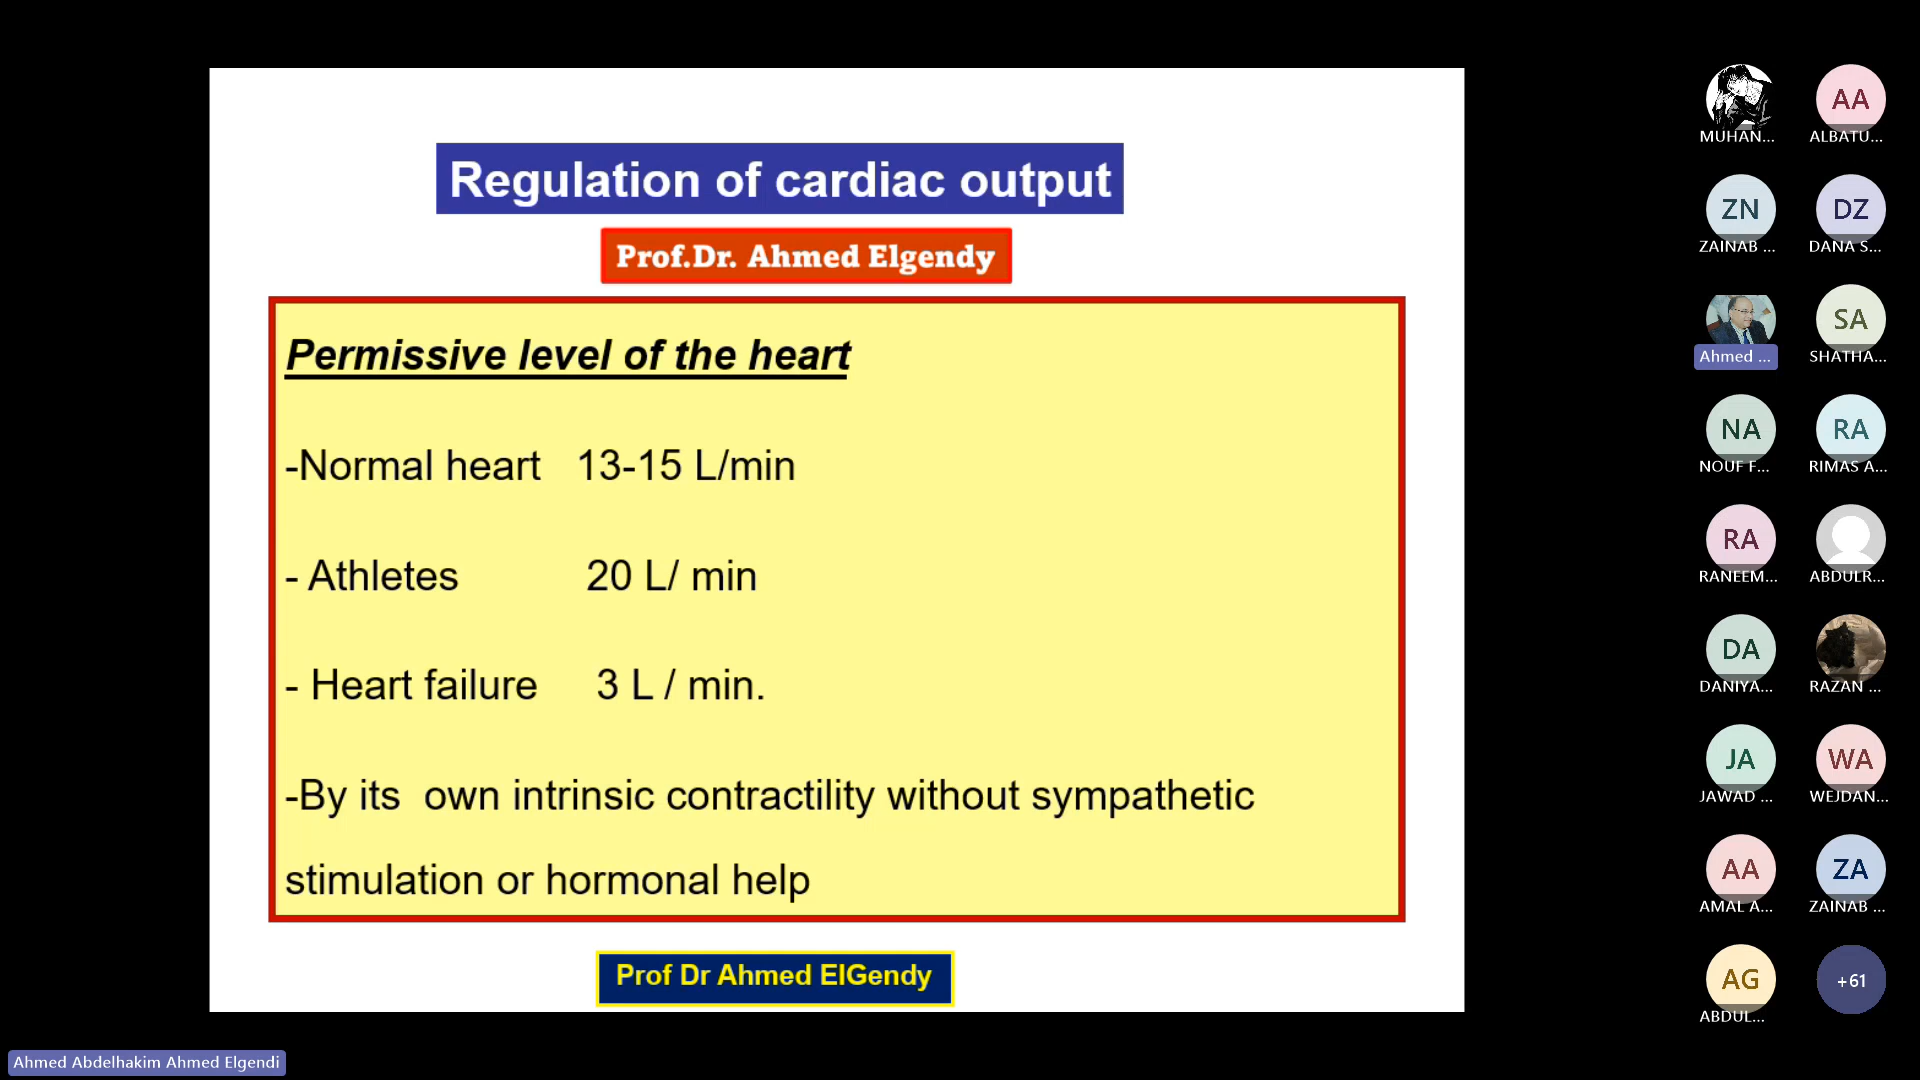 Regulation of cardiac output
Prof.Dr. Ahmed Elgendy
Permissive level of the heart
-Normal heart 13-15 L/min
- Athletes 20 L/ min
- Heart failure 3 L / min.
-By its own intrinsic contractility without sympathetic
stimulation or hormonal help
Prof Dr Ahmed ElGendy
Ahmed Abdelhakim Ahmed Elgendi
MUHAN...
AA
ALBATU...
ZN
ZAINAB ...
DZ
DANA S...
Ahmed ...
SA
SHATHA...
NA
NOUF F...
RA
RIMAS A...
RA
RANEEM...
ABDULR...
DA
DANIYA...
RAZAN ...
JA
JAWAD ...
WA
WEJDAN...
AA
AMAL A...
ZA
ZAINAB ...
AG
ABDUL...
+61